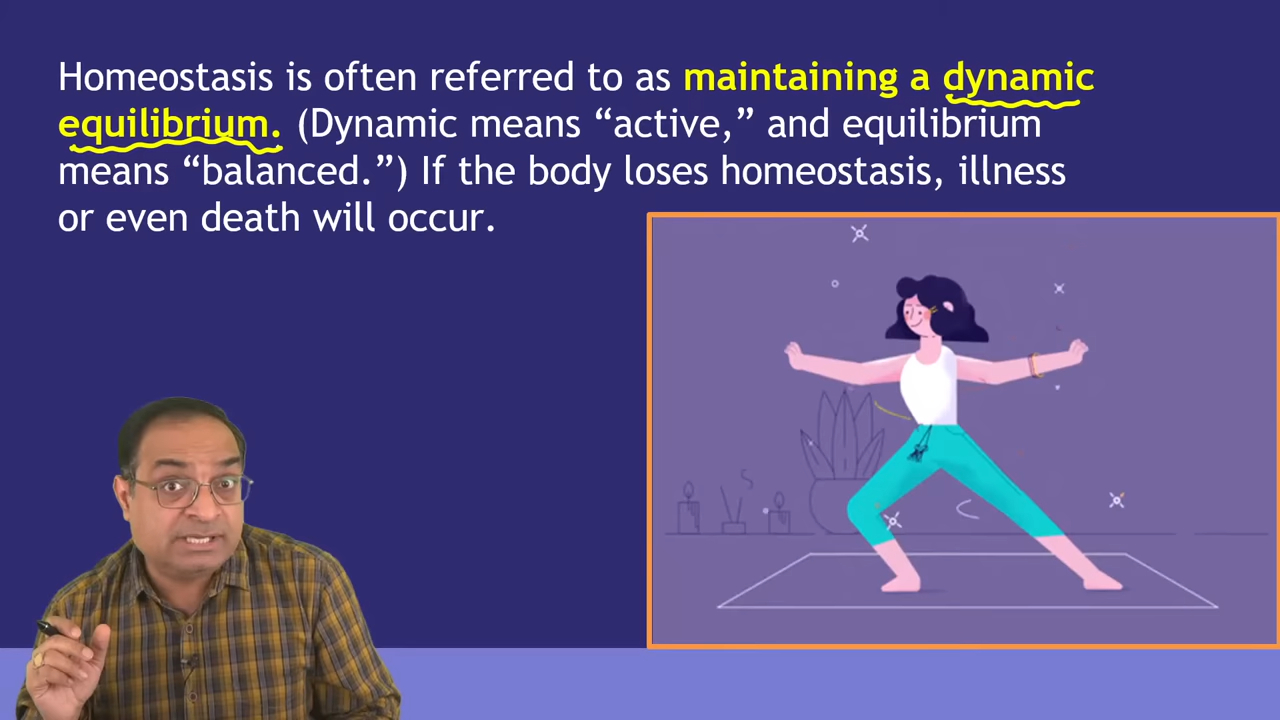 Homeostasis is often referred to as maintaining a dynamic
equilibrium. (Dynamic means “active,” and equilibrium
means “balanced.”) If the body loses homeostasis, illness
or even death will occur.